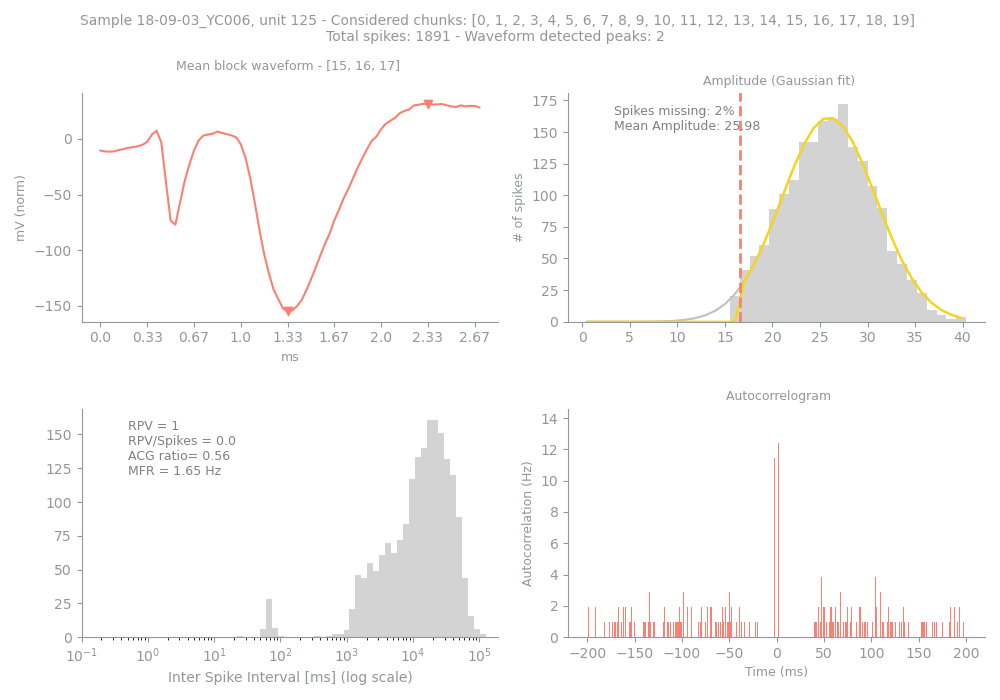 Sample 18-09-03_YC006, unit 125 - Considered chunks: [0, 1, 2, 3, 4, 5, 6, 7, 8, 9, 10, 11, 12, 13, 14, 15, 16, 17, 18, 19]
Total spikes: 1891 - Waveform detected peaks: 2
Mean block waveform - [15, 16, 17]
mV (norm)
0
−50
−100
−150
0.0 0.33 0.67 1.0 1.33 1.67 2.0 2.33 2.67
ms
Amplitude (Gaussian fit)
Spikes missing: 2%
Mean Amplitude: 25.98
# of spikes
175
150
125
100
75
50
25
0
0 5 10 15 20 25 30 35 40
RPV = 1
RPV/Spikes = 0.0
ACG ratio= 0.56
MFR = 1.65 Hz
150
125
100
75
50
25
0
10−1 100 101 102 103 104 105
Inter Spike Interval [ms] (log scale)
Autocorrelogram
Autocorrelation (Hz)
14
12
10
8
6
4
2
0
−200 −150 −100 −50 0 50 100 150 200
Time (ms)